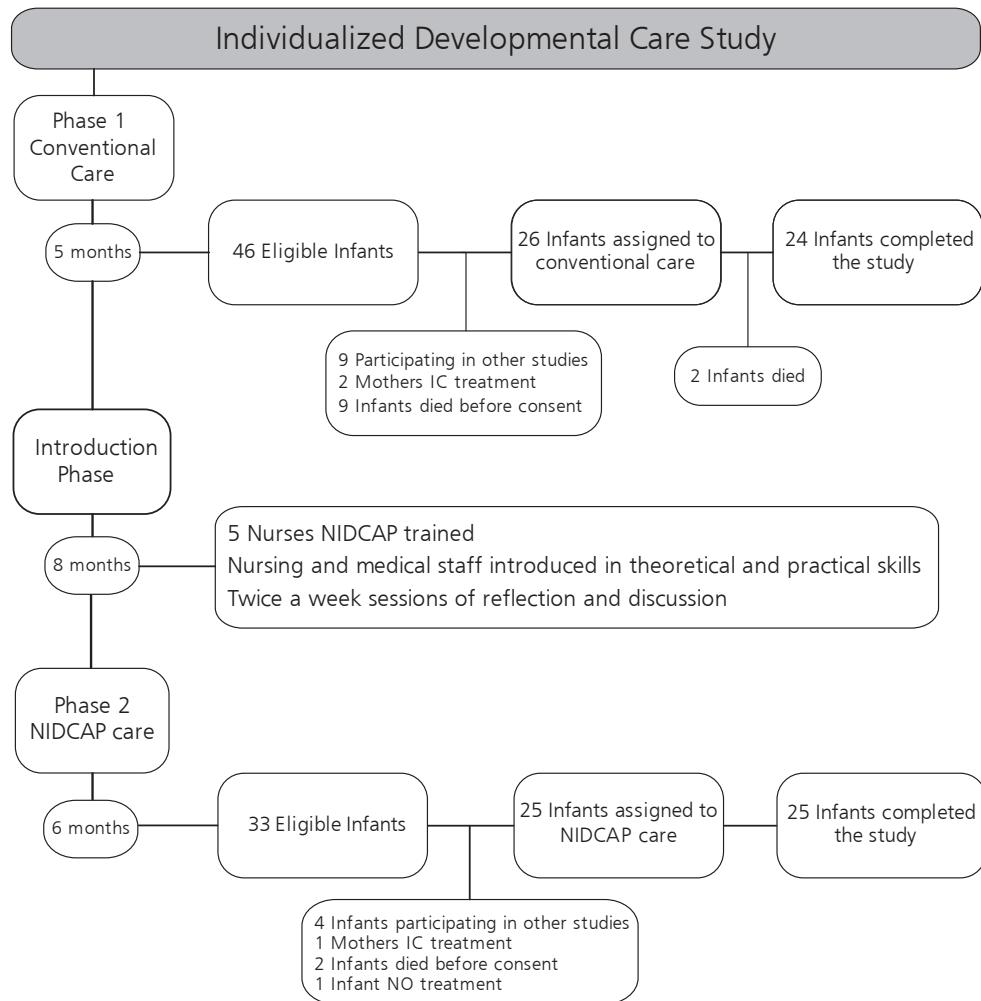 Individualized Developmental Care Study
Phase 1
Conventional
Care
5 months
46 Eligible Infants
26 Infants assigned to
conventional care
24 Infants completed
the study
9 Participating in other studies
2 Mothers IC treatment
9 Infants died before consent
2 Infants died
Introduction
Phase
8 months
5 Nurses NIDCAP trained
Nursing and medical staff introduced in theoretical and practical skills
Twice a week sessions of reflection and discussion
Phase 2
NIDCAP care
6 months
33 Eligible Infants
25 Infants assigned to
NIDCAP care
25 Infants completed
the study
4 Infants participating in other studies
1 Mothers IC treatment
2 Infants died before consent
1 Infant NO treatment